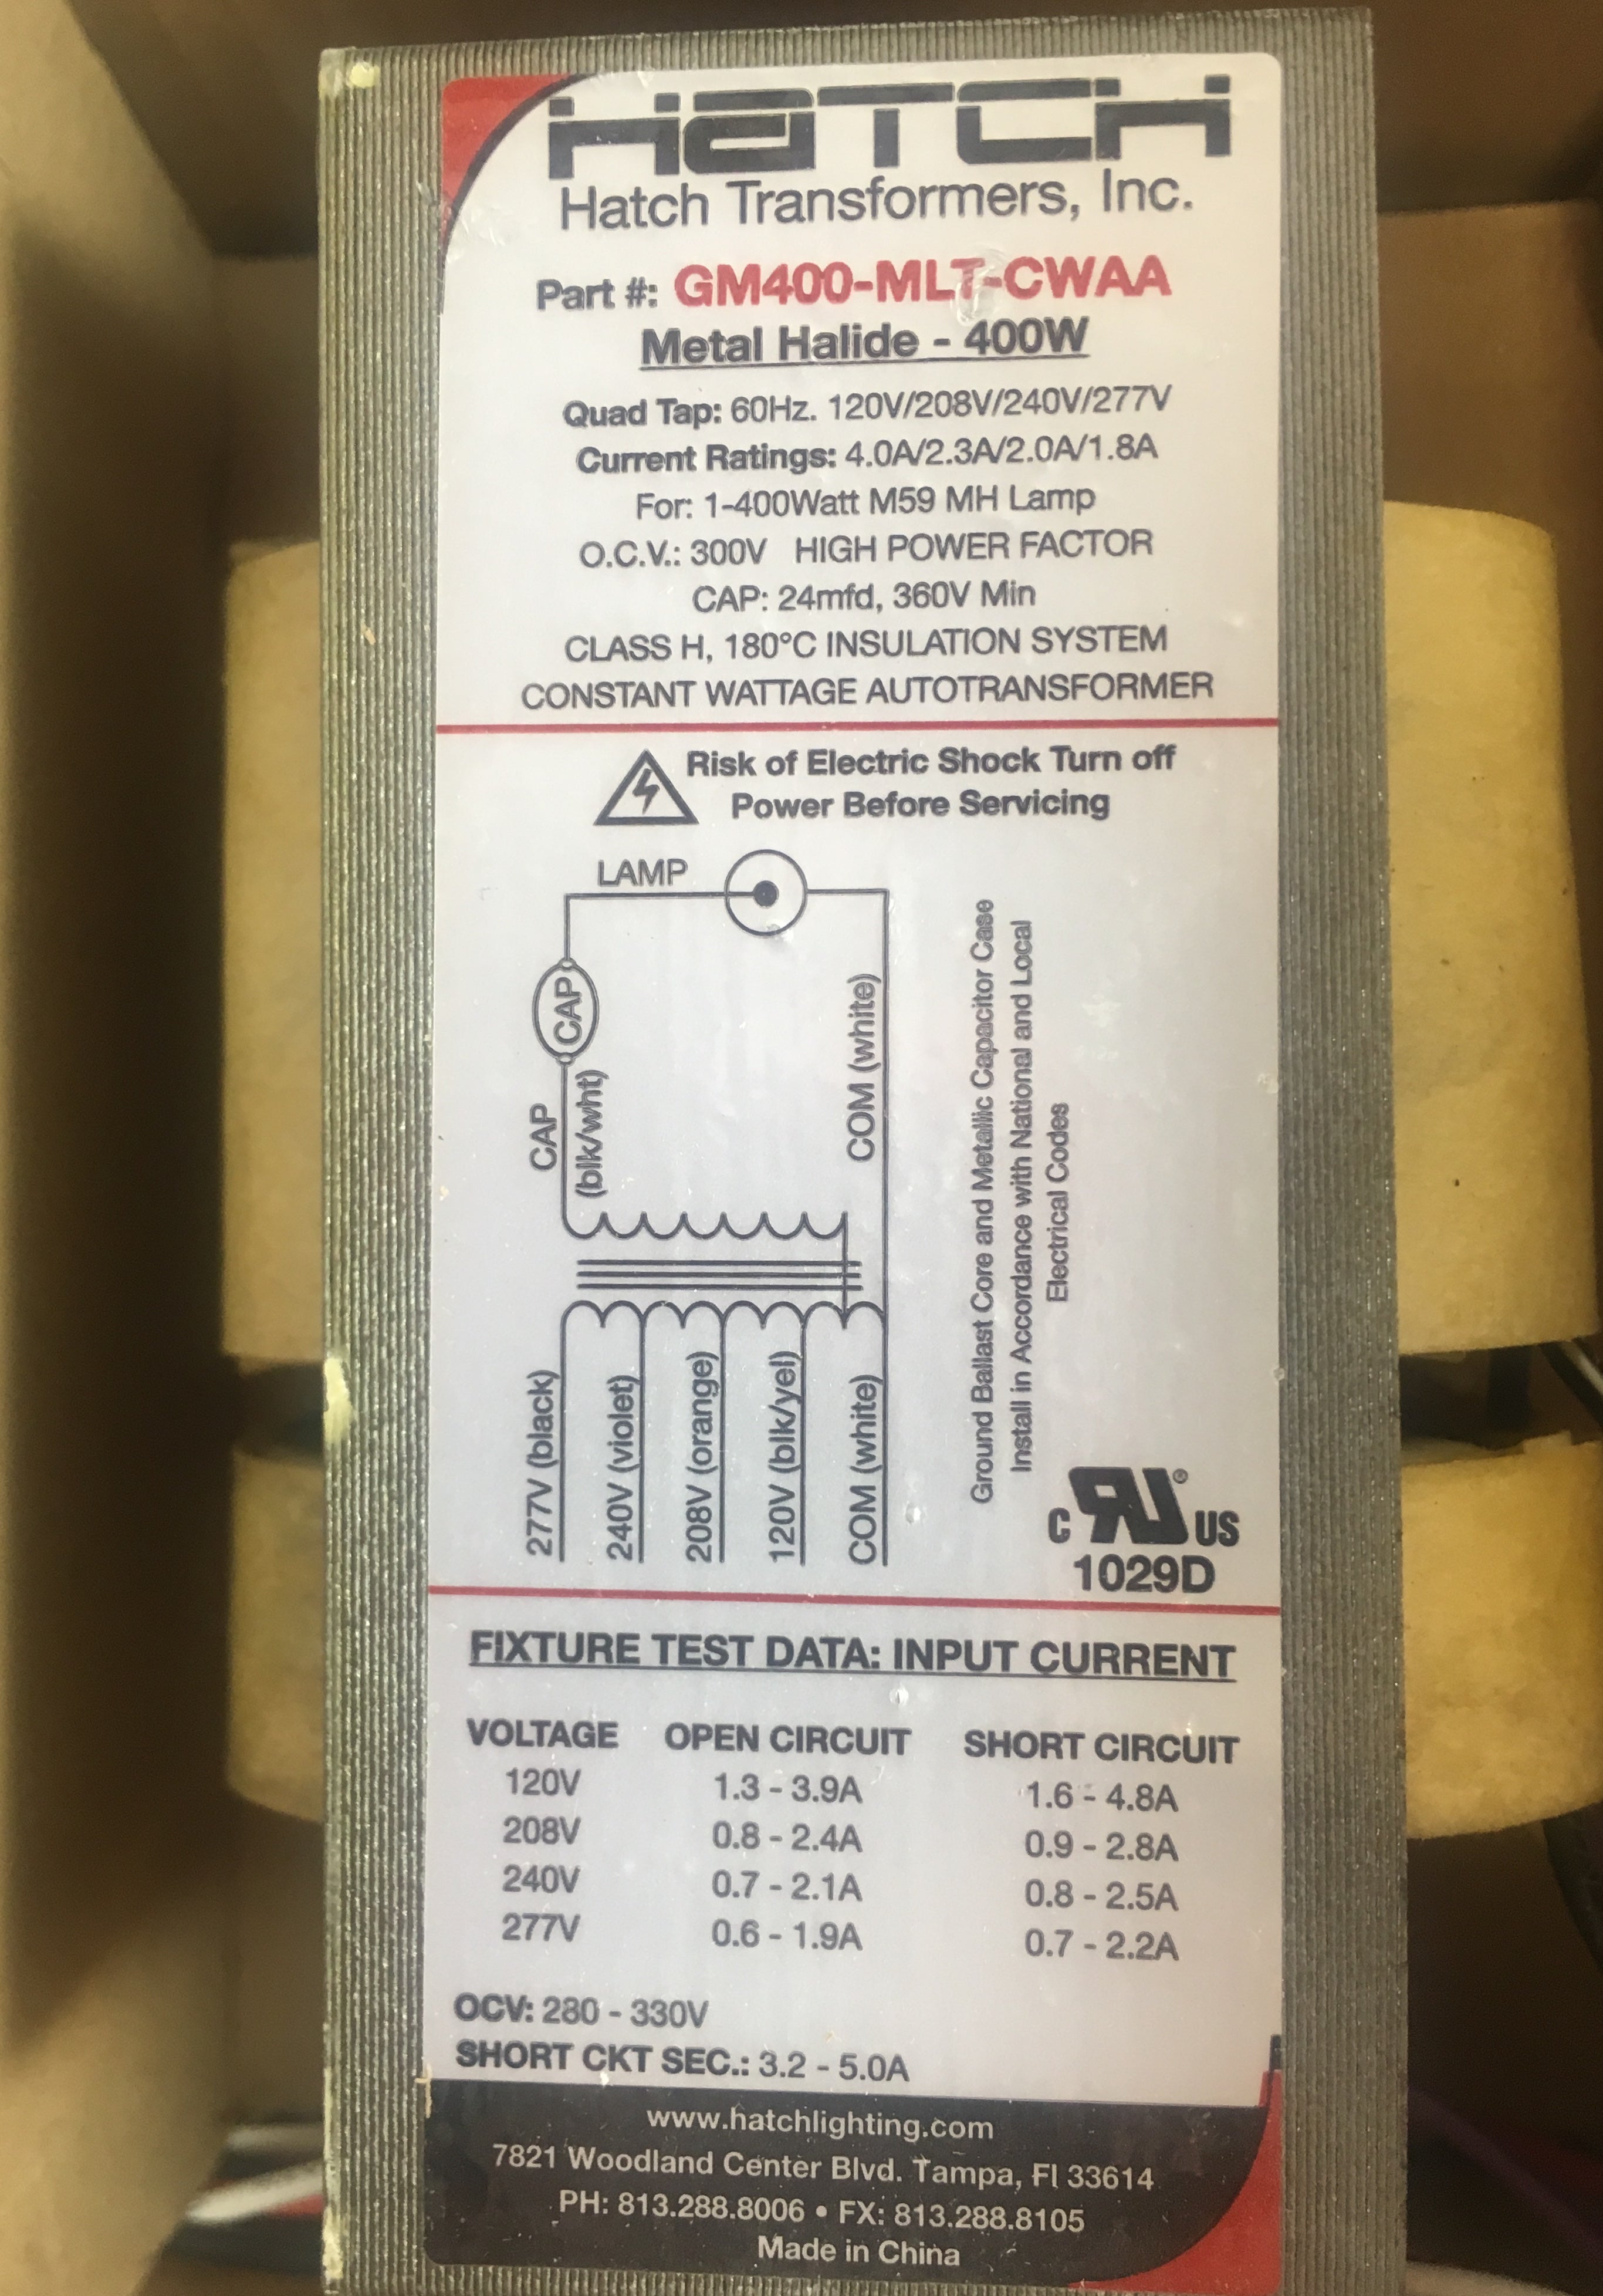 HATCH
Hatch Transformers, Inc.
Part #: GM400-MLT-CWAA
Metal Halide - 400W
Quad Tap: 60Hz. 120V/208V/240V/277V
Current Ratings: 4.0A/2.3A/2.0A/1.8A
For: 1-400Watt M59 MH Lamp
O.C.V.: 300V HIGH POWER FACTOR
CAP: 24mfd, 360V Min
CLASS H, 180°C INSULATION SYSTEM
CONSTANT WATTAGE AUTOTRANSFORMER
Risk of Electric Shock Turn off
Power Before Servicing
LAMP
CAP
CAP
(blk/wht)
COM (white)
277V (black)
240V (violet)
208V (orange)
120V (blk/yel)
COM (white)
Ground Ballast Core and Metallic Capacitor Case
Install in Accordance with National and Local
Electrical Codes
C RU ® US
1029D
FIXTURE TEST DATA: INPUT CURRENT
VOLTAGE OPEN CIRCUIT SHORT CIRCUIT
120V 1.3 - 3.9A 1.6 - 4.8A
208V 0.8 - 2.4A 0.9 - 2.8A
240V 0.7 - 2.1A 0.8 - 2.5A
277V 0.6 - 1.9A 0.7 - 2.2A
OCV: 280 - 330V
SHORT CKT SEC.: 3.2 - 5.0A
www.hatchlighting.com
7821 Woodland Center Blvd. Tampa, Fl 33614
PH: 813.288.8006 • FX: 813.288.8105
Made in China